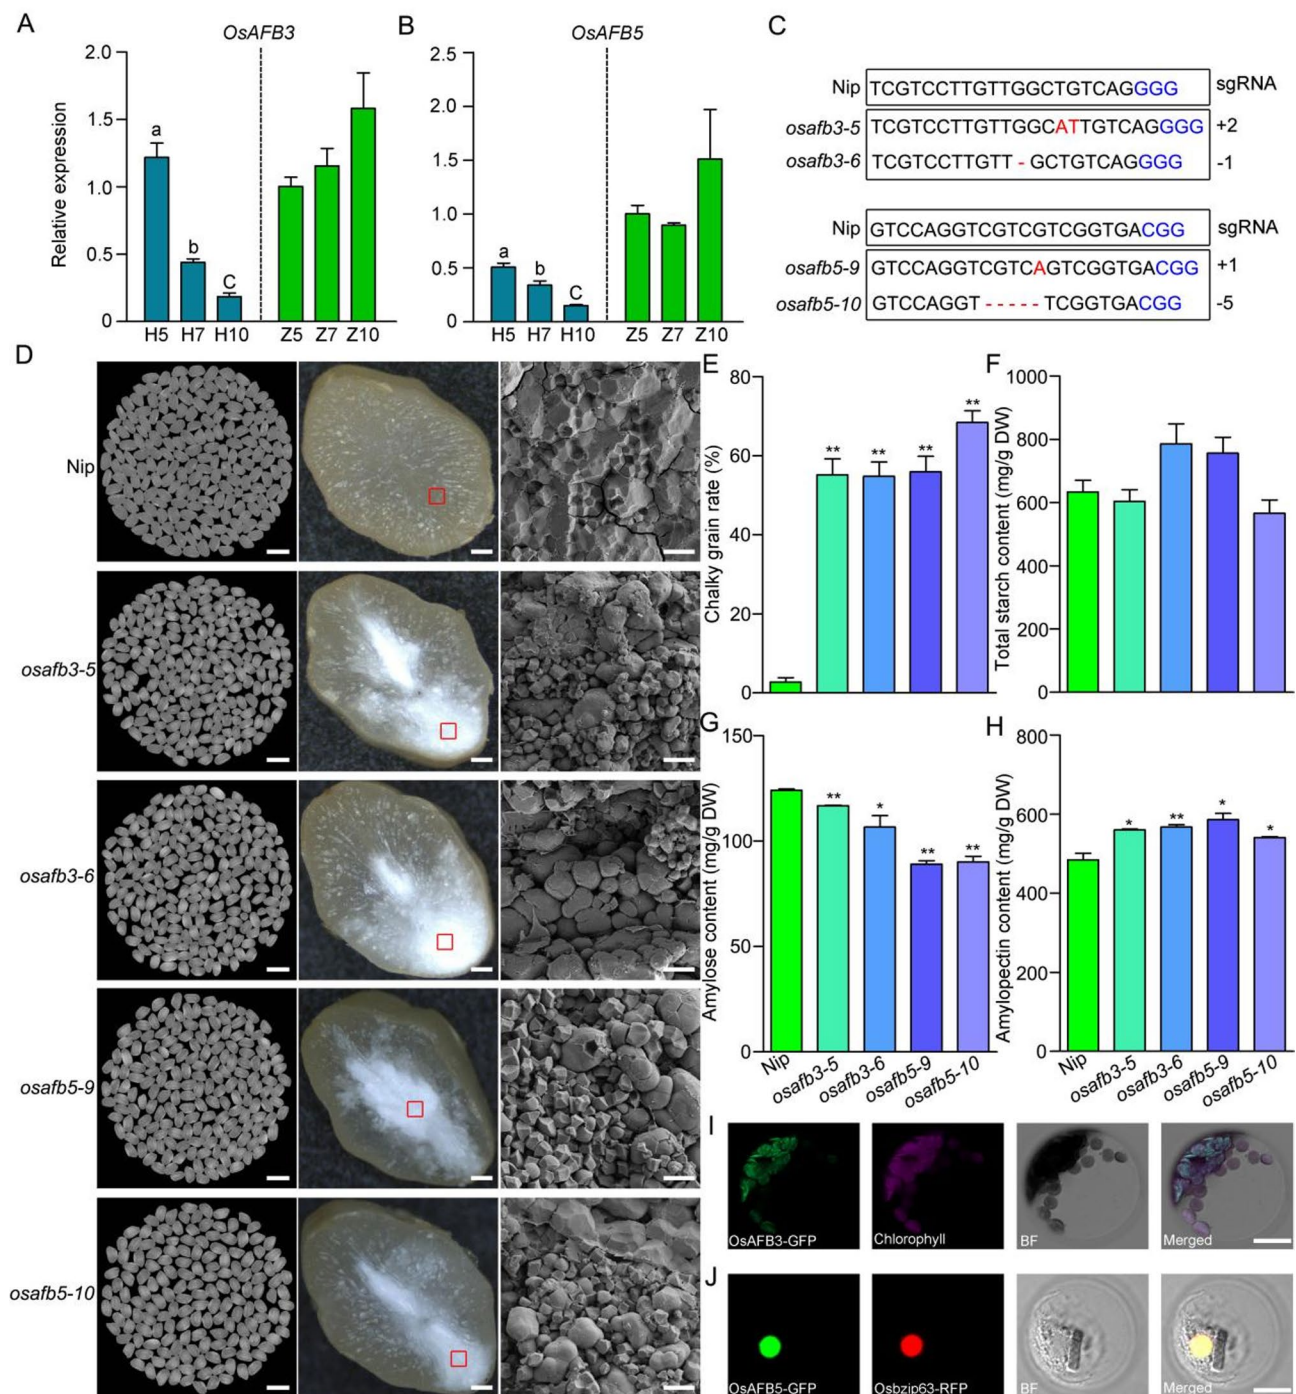 A
OsAFB3
2.0
1.5
1.0
0.5
0
Relative expression
a
b
C
H5 H7 H10 Z5 Z7 Z10
B
OsAFB5
2.5
2.0
1.5
1.0
0.5
0
a
b
C
H5 H7 H10 Z5 Z7 Z10
C
Nip TCGTCCTTGTTGGCTGTCAGGGG sgRNA
osafb3-5 TCGTCCTTGTTGGCATTGTCAGGGG +2
osafb3-6 TCGTCCTTGTT - GCTGTCAGGGG -1
Nip GTCCAGGTCGTCGTCGGTGACGG sgRNA
osafb5-9 GTCCAGGTCGTCAGTCGGTGACGG +1
osafb5-10 GTCCAGGT - - - - - TCGGTGACGG -5
D
Nip
osafb3-5
osafb3-6
osafb5-9
osafb5-10
E
80
60
40
20
0
Chalky grain rate (%)
** ** ** **
F
1000
800
600
400
200
0
Total starch content (mg/g DW)
G
150
100
50
0
Amylose content (mg/g DW)
** * ** **
Nip osafb3-5 osafb3-6 osafb5-9 osafb5-10
H
800
600
400
200
0
Amylopectin content (mg/g DW)
* ** * *
Nip osafb3-5 osafb3-6 osafb5-9 osafb5-10
I
OsAFB3-GFP Chlorophyll BF Merged
J
OsAFB5-GFP Osbzip63-RFP BF Merged